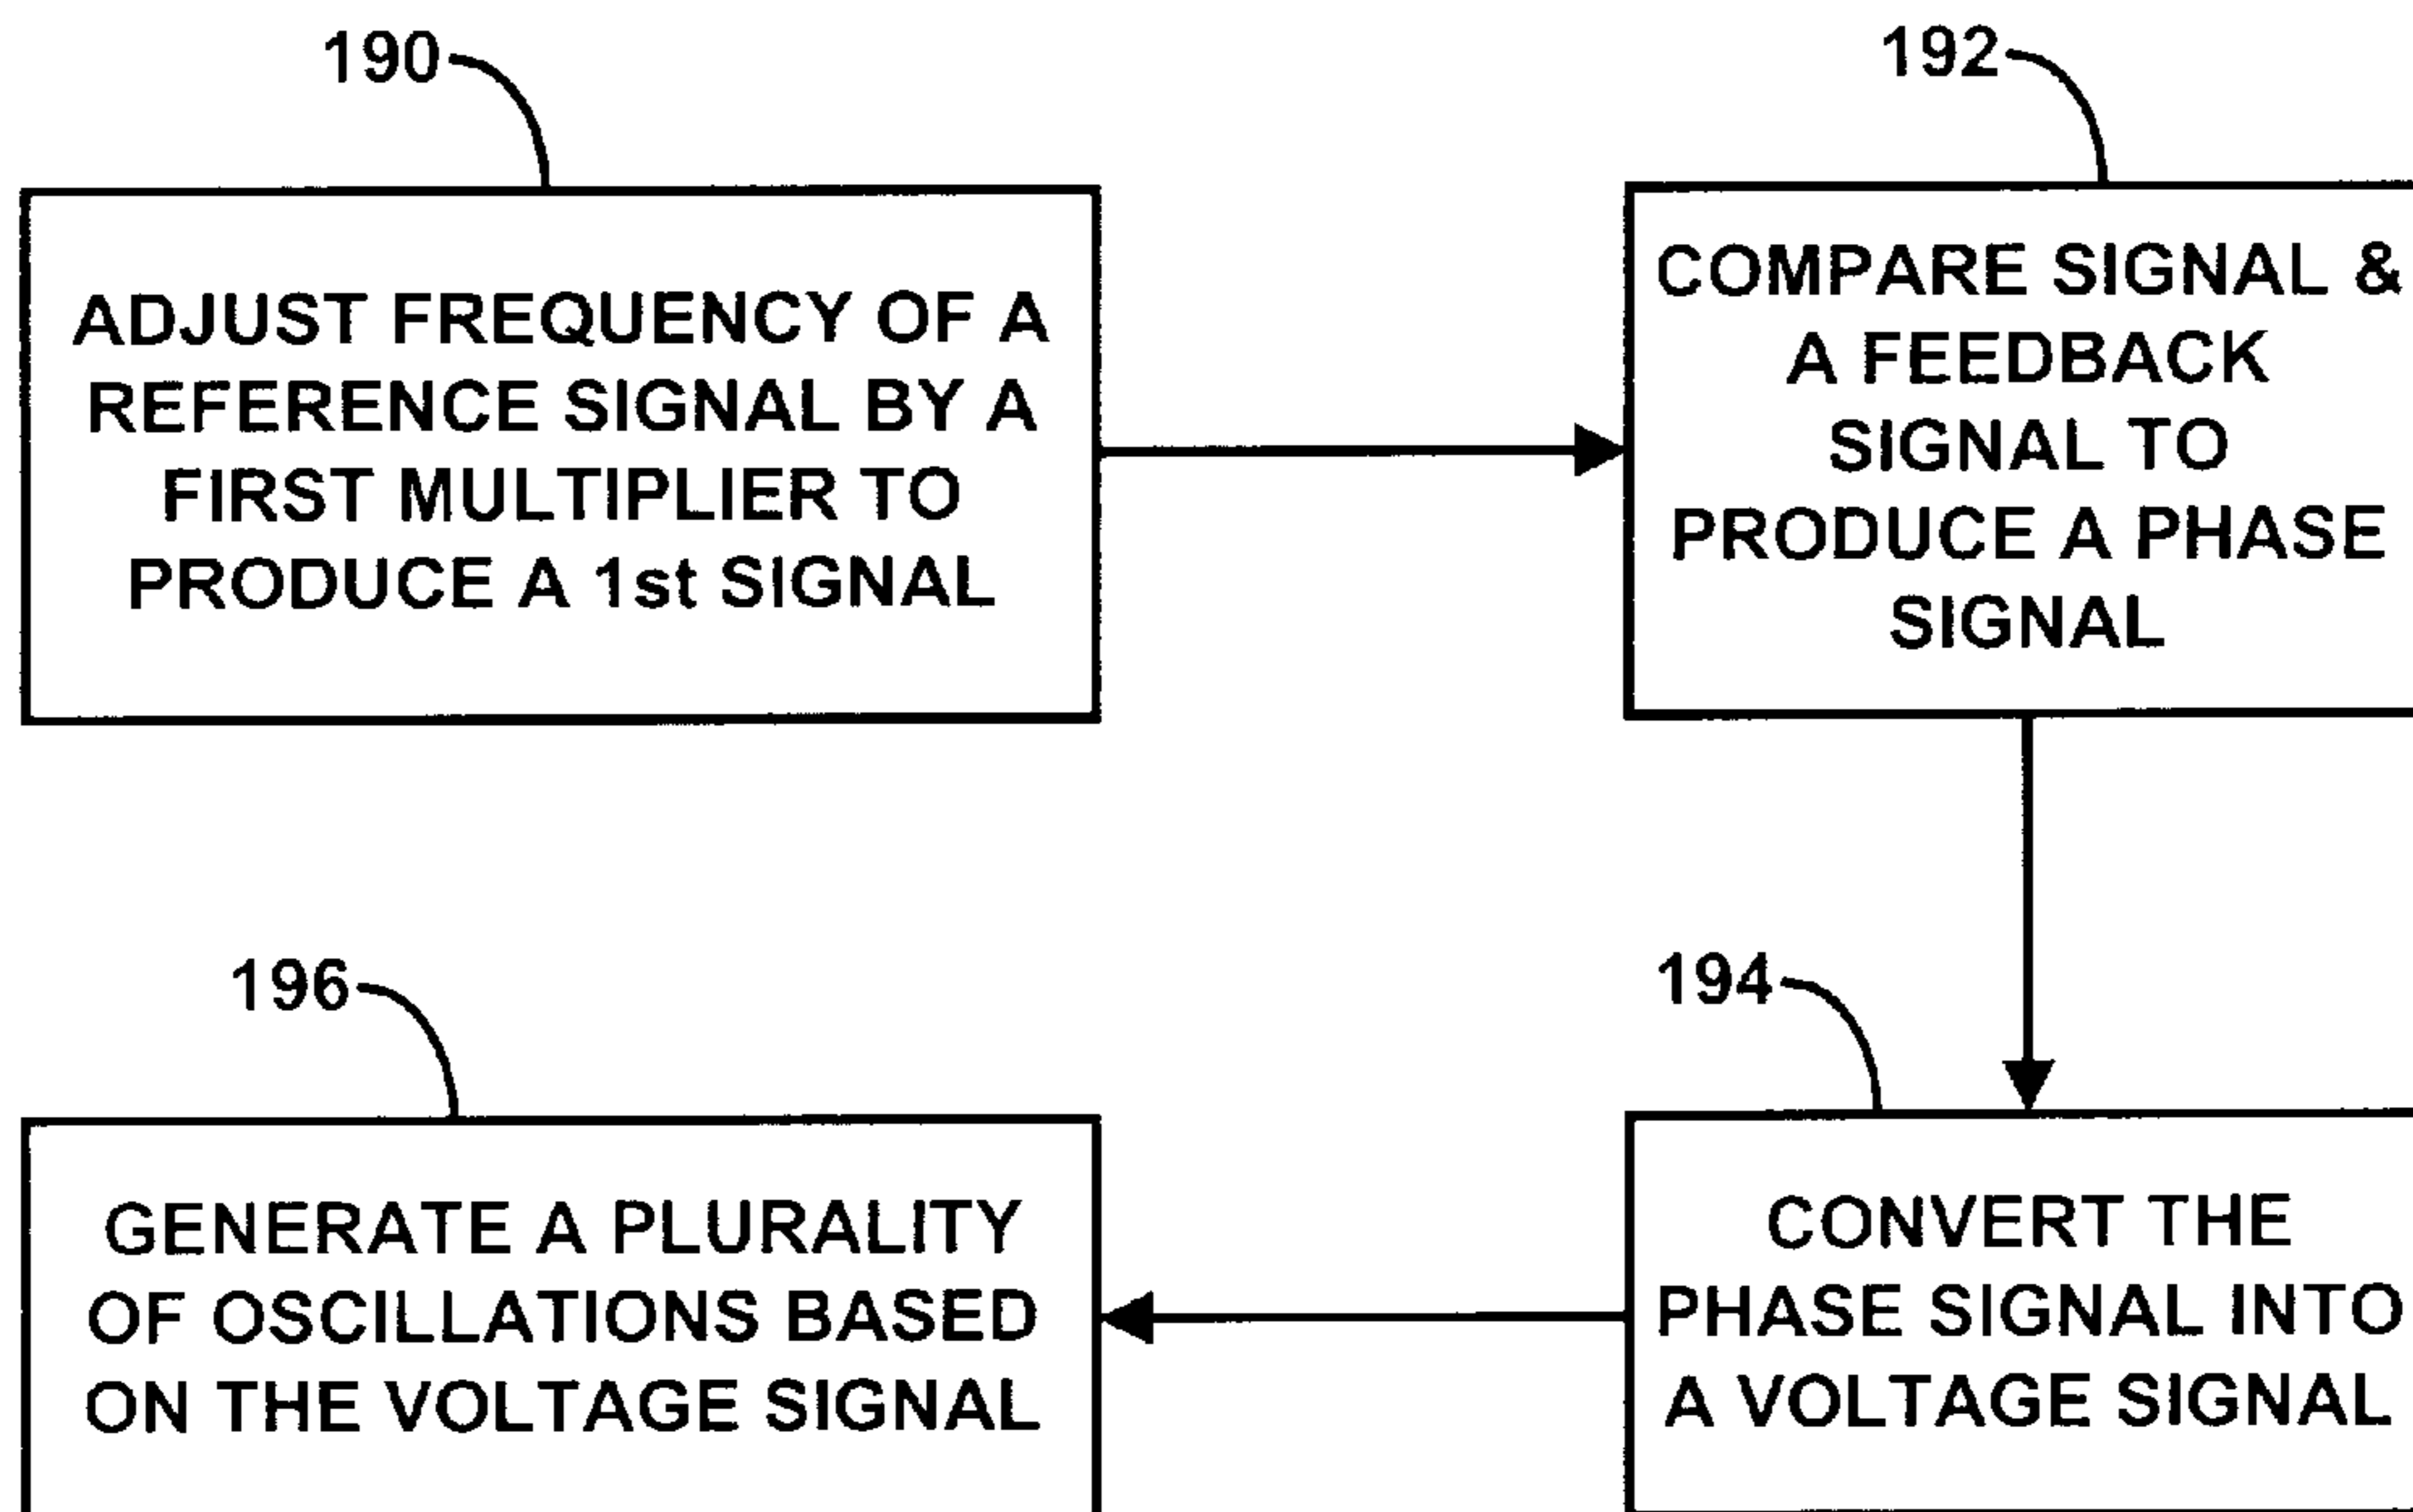 190
ADJUST FREQUENCY OF A
REFERENCE SIGNAL BY A
FIRST MULTIPLIER TO
PRODUCE A 1st SIGNAL
192
COMPARE SIGNAL &
A FEEDBACK
SIGNAL TO
PRODUCE A PHASE
SIGNAL
194
CONVERT THE
PHASE SIGNAL INTO
A VOLTAGE SIGNAL
196
GENERATE A PLURALITY
OF OSCILLATIONS BASED
ON THE VOLTAGE SIGNAL